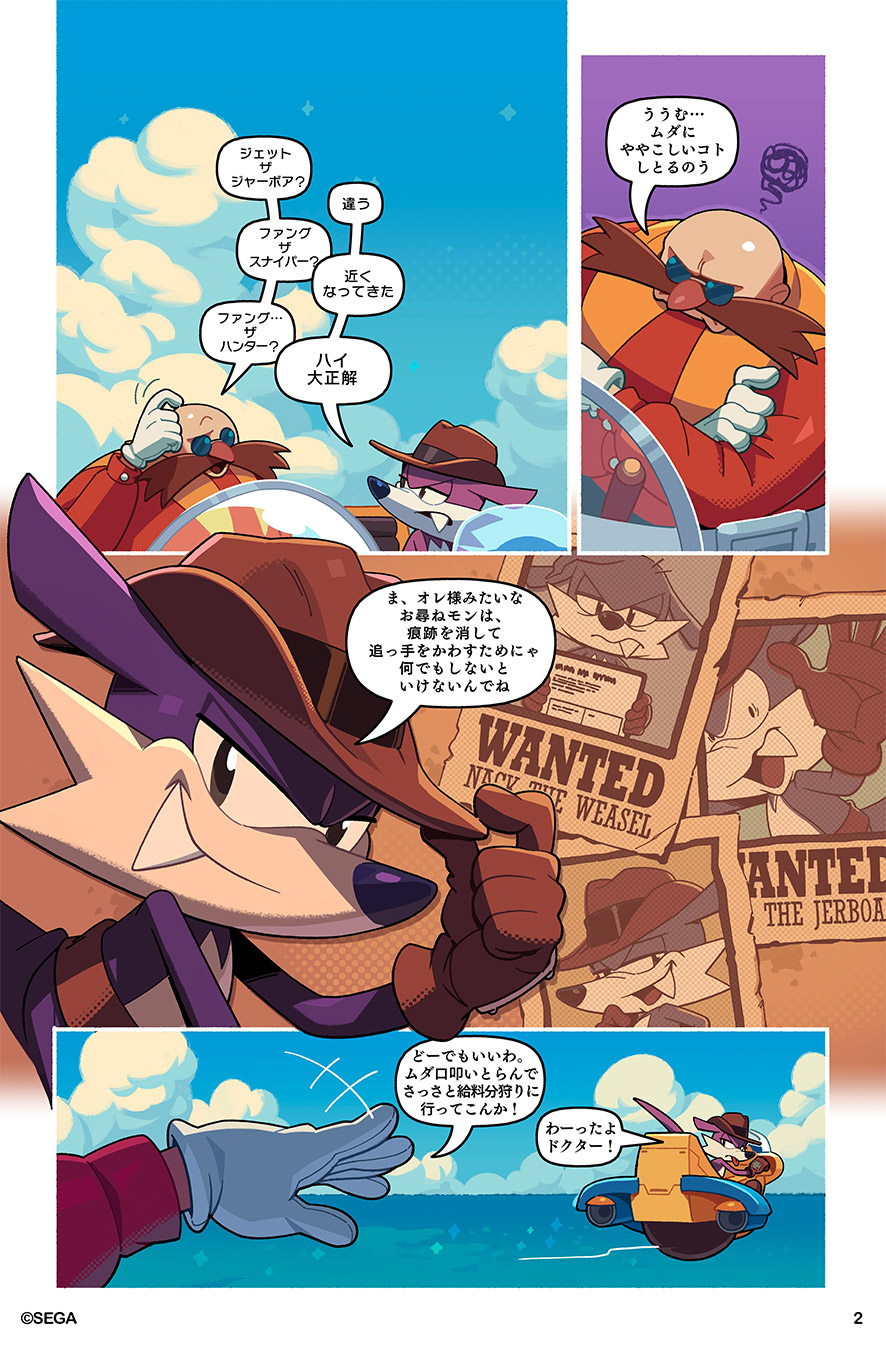 ジェット
ザ
ジャーボア？
違う
ファング
ザ
スナイパー？
近く
なってきた
ファング…
ザ
ハンター？
ハイ
大正解
ううむ…
ムダに
ややこしいコト
しとるのう
ま、オレ様みたいな
お尋ねモンは、
痕跡を消して
追っ手をかわすためにゃ
何でもしないと
いけないんでね
WANTED
NACK THE WEASEL
WANTED
THE JERBOA
どーでもいいわ。
ムダ口叩いとらんで
さっさと給料分狩りに
行ってこんか！
わーったよ
ドクター！
©SEGA
2